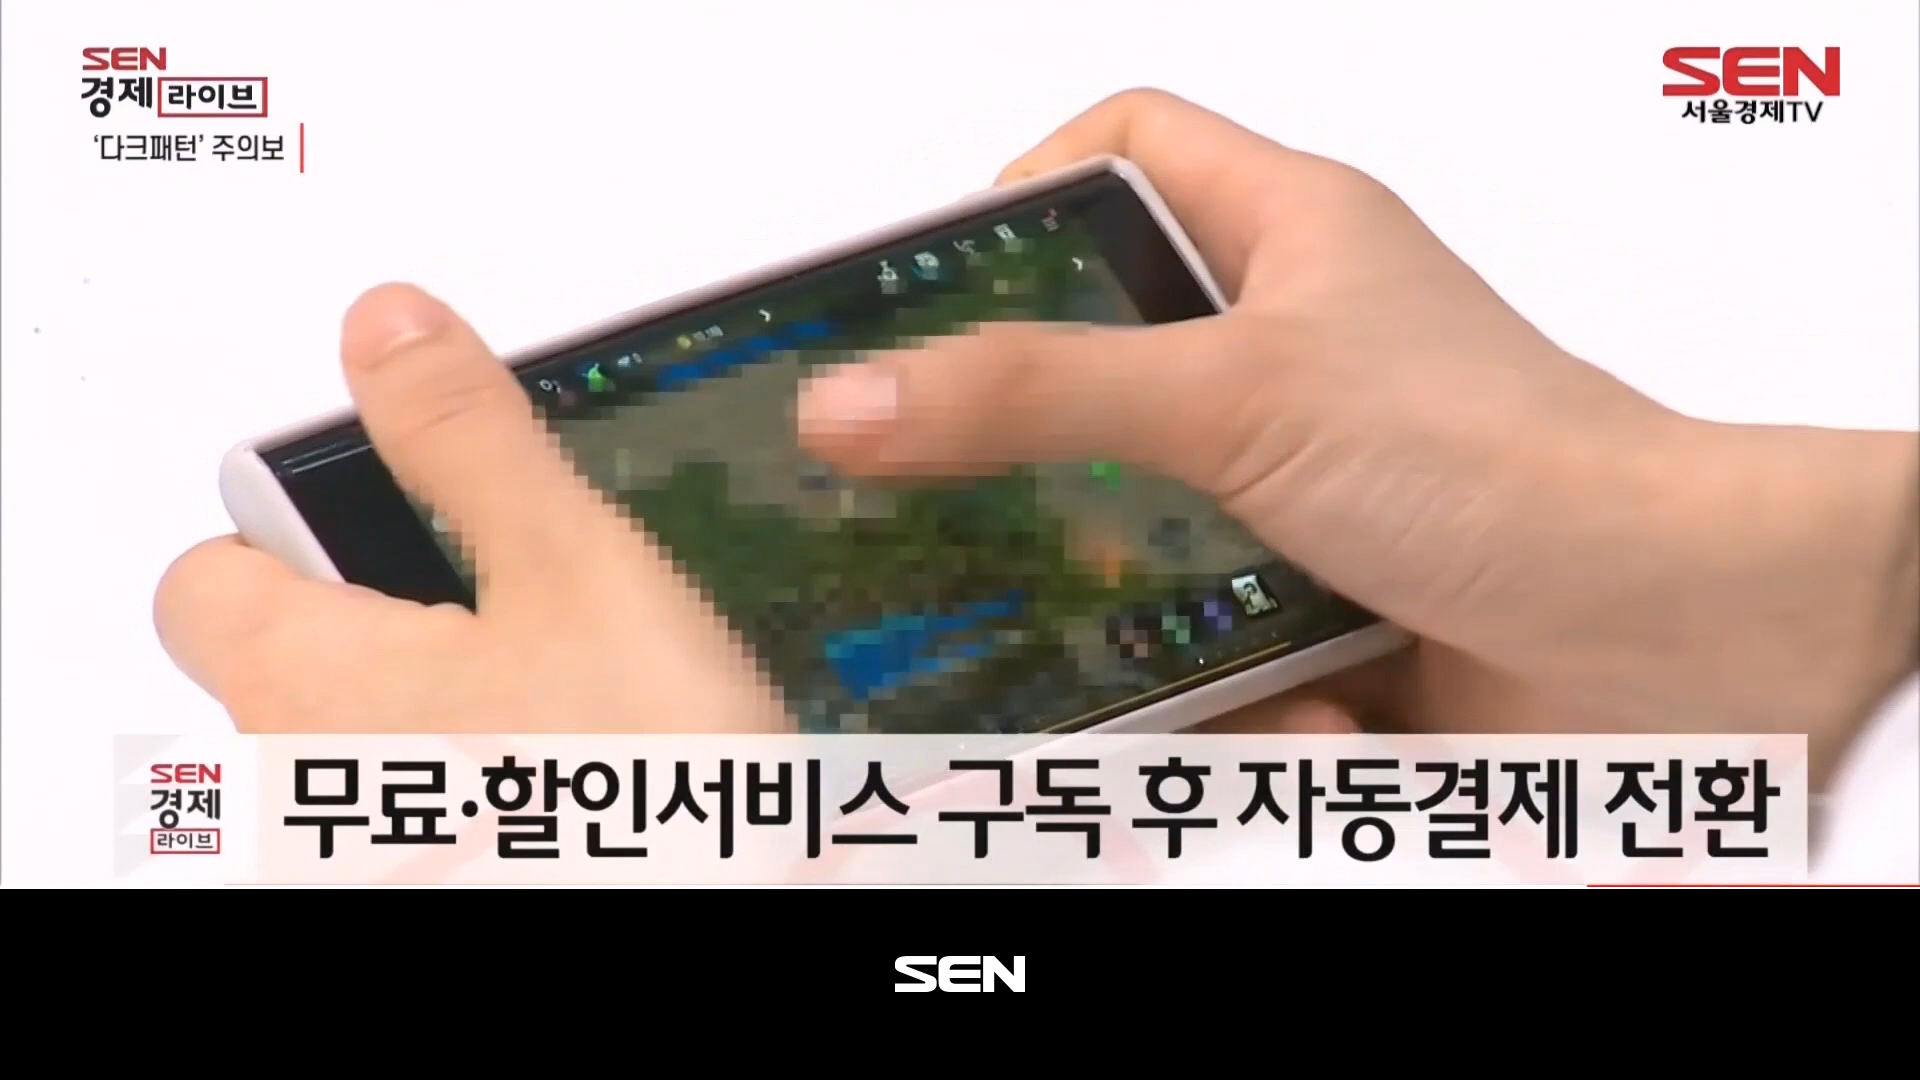 SEN
경제 라이브
‘다크패턴’ 주의보
SEN
서울경제TV
SEN
경제
라이브
무료·할인서비스 구독 후 자동결제 전환
SEN